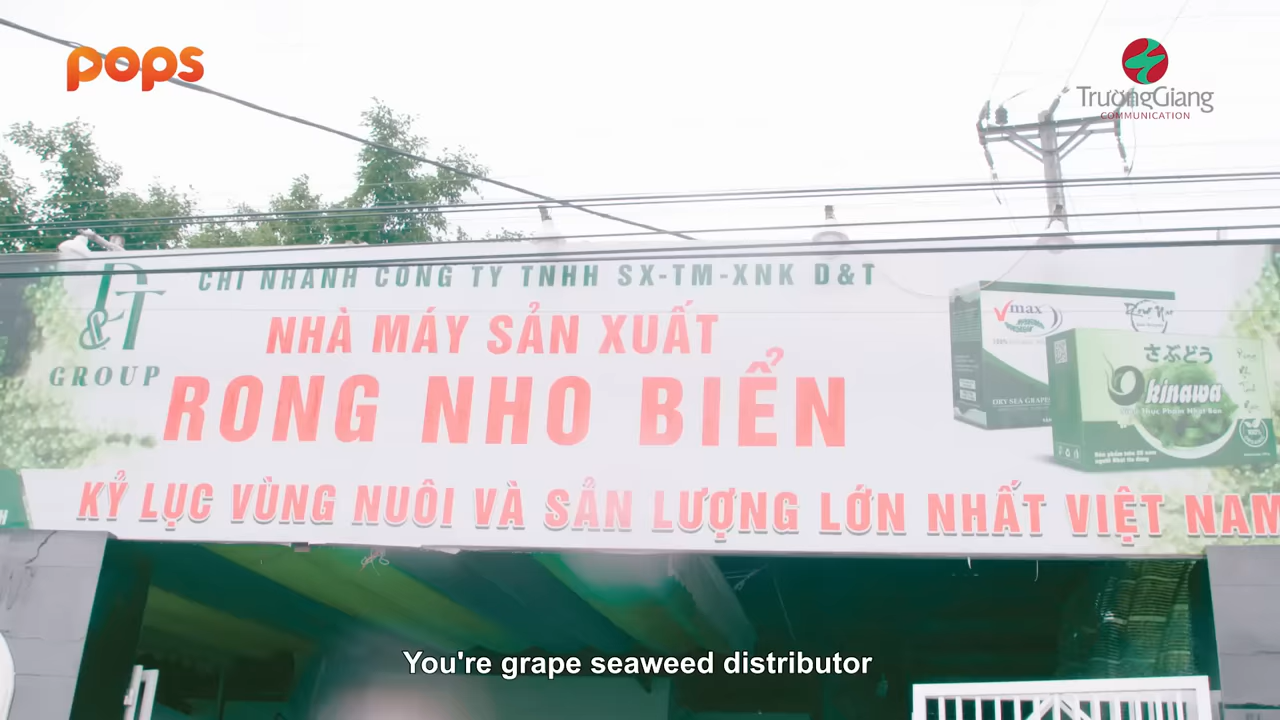 pops
TrườngGiang
COMMUNICATION
CHI NHÁNH CÔNG TY TNHH SX-TM-XNK D&T
D&T
GROUP
NHÀ MÁY SẢN XUẤT
RONG NHO BIỂN
KỶ LỤC VÙNG NUÔI VÀ SẢN LƯỢNG LỚN NHẤT VIỆT NAM
Vmax
DRY SEA GRAPES
さぶどう
Okinawa
You're grape seaweed distributor